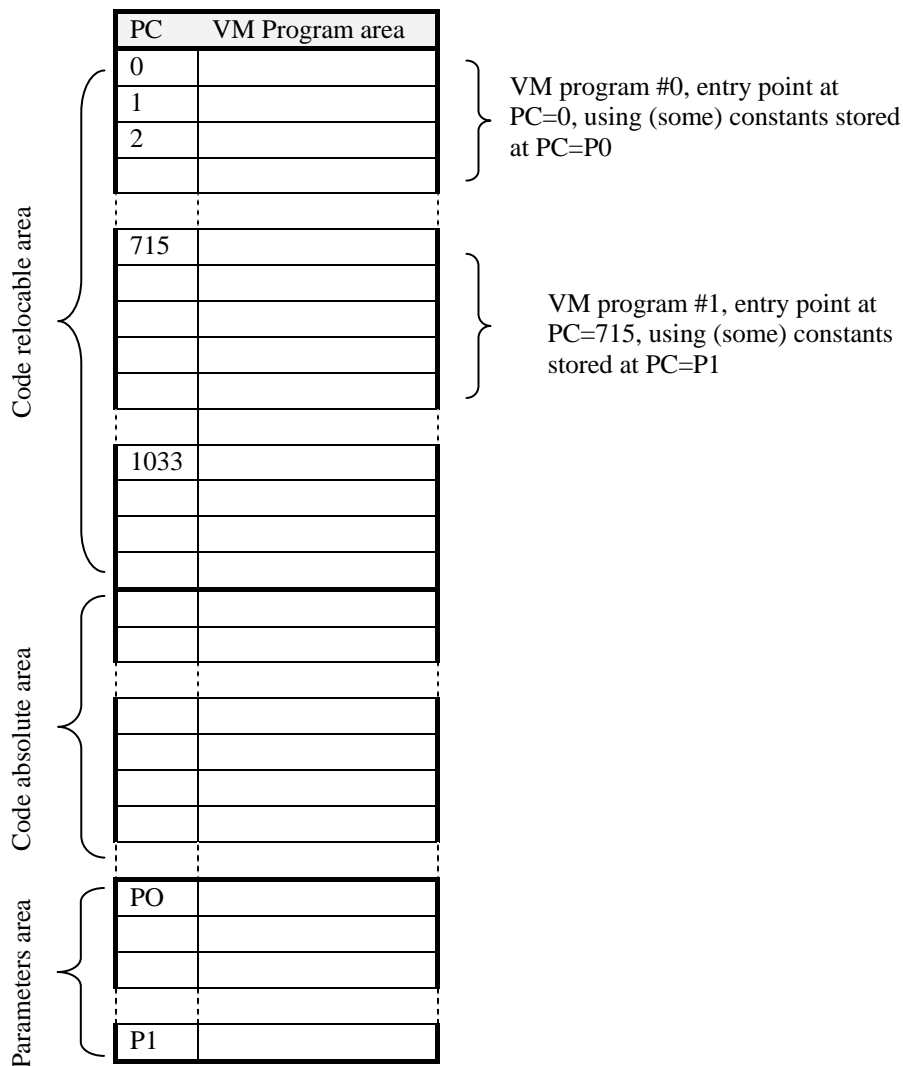 PC VM Program area
0
1
2
VM program #0, entry point at
PC=0, using (some) constants stored
at PC=P0
Code relocable area
715
VM program #1, entry point at
PC=715, using (some) constants
stored at PC=P1
1033
Code absolute area
Parameters area
PO
P1